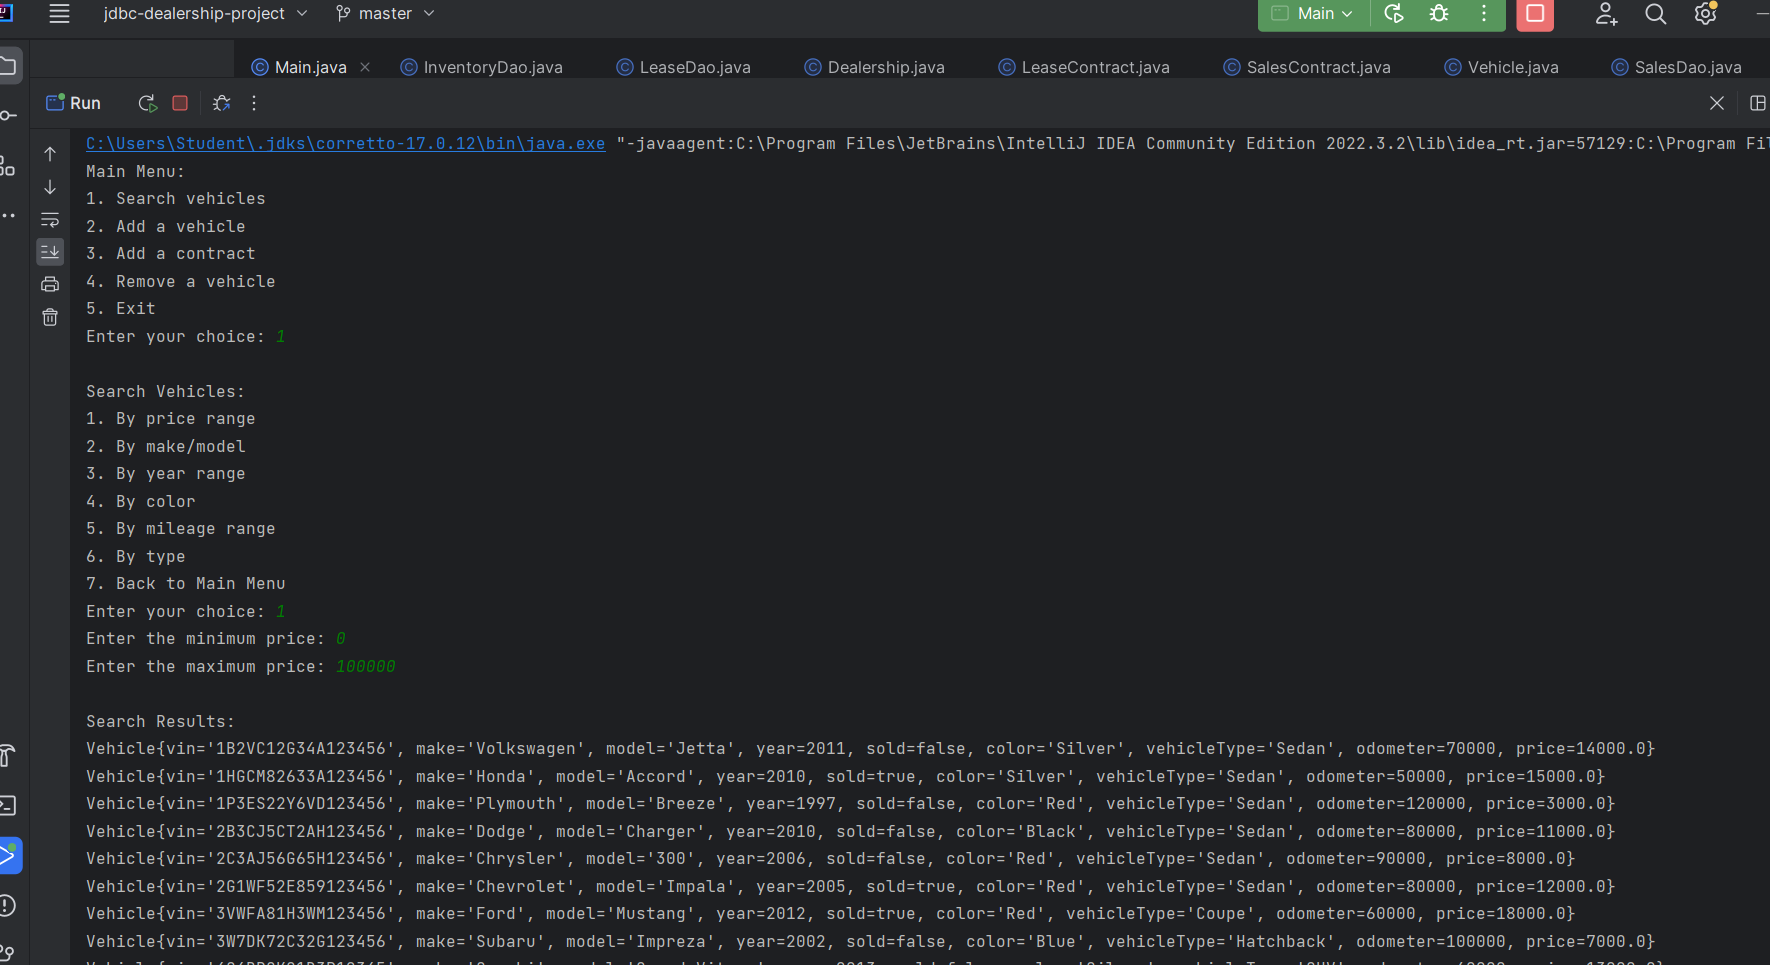 jdbc-dealership-project master Main
Main.java InventoryDao.java LeaseDao.java Dealership.java LeaseContract.java SalesContract.java Vehicle.java SalesDao.java
Run
C:\Users\Student\.jdks\corretto-17.0.12\bin\java.exe "-javaagent:C:\Program Files\JetBrains\IntelliJ IDEA Community Edition 2022.3.2\lib\idea_rt.jar=57129:C:\Program Fil
Main Menu:
1. Search vehicles
2. Add a vehicle
3. Add a contract
4. Remove a vehicle
5. Exit
Enter your choice: 1
Search Vehicles:
1. By price range
2. By make/model
3. By year range
4. By color
5. By mileage range
6. By type
7. Back to Main Menu
Enter your choice: 1
Enter the minimum price: 0
Enter the maximum price: 100000
Search Results:
Vehicle{vin='1B2VC12G34A123456', make='Volkswagen', model='Jetta', year=2011, sold=false, color='Silver', vehicleType='Sedan', odometer=70000, price=14000.0}
Vehicle{vin='1HGCM82633A123456', make='Honda', model='Accord', year=2010, sold=true, color='Silver', vehicleType='Sedan', odometer=50000, price=15000.0}
Vehicle{vin='1P3ES22Y6VD123456', make='Plymouth', model='Breeze', year=1997, sold=false, color='Red', vehicleType='Sedan', odometer=120000, price=3000.0}
Vehicle{vin='2B3CJ5CT2AH123456', make='Dodge', model='Charger', year=2010, sold=false, color='Black', vehicleType='Sedan', odometer=80000, price=11000.0}
Vehicle{vin='2C3AJ56G65H123456', make='Chrysler', model='300', year=2006, sold=false, color='Red', vehicleType='Sedan', odometer=90000, price=8000.0}
Vehicle{vin='2G1WF52E859123456', make='Chevrolet', model='Impala', year=2005, sold=true, color='Red', vehicleType='Sedan', odometer=80000, price=12000.0}
Vehicle{vin='3VWFA81H3WM123456', make='Ford', model='Mustang', year=2012, sold=true, color='Red', vehicleType='Coupe', odometer=60000, price=18000.0}
Vehicle{vin='3W7DK72C32G123456', make='Subaru', model='Impreza', year=2002, sold=false, color='Blue', vehicleType='Hatchback', odometer=100000, price=7000.0}